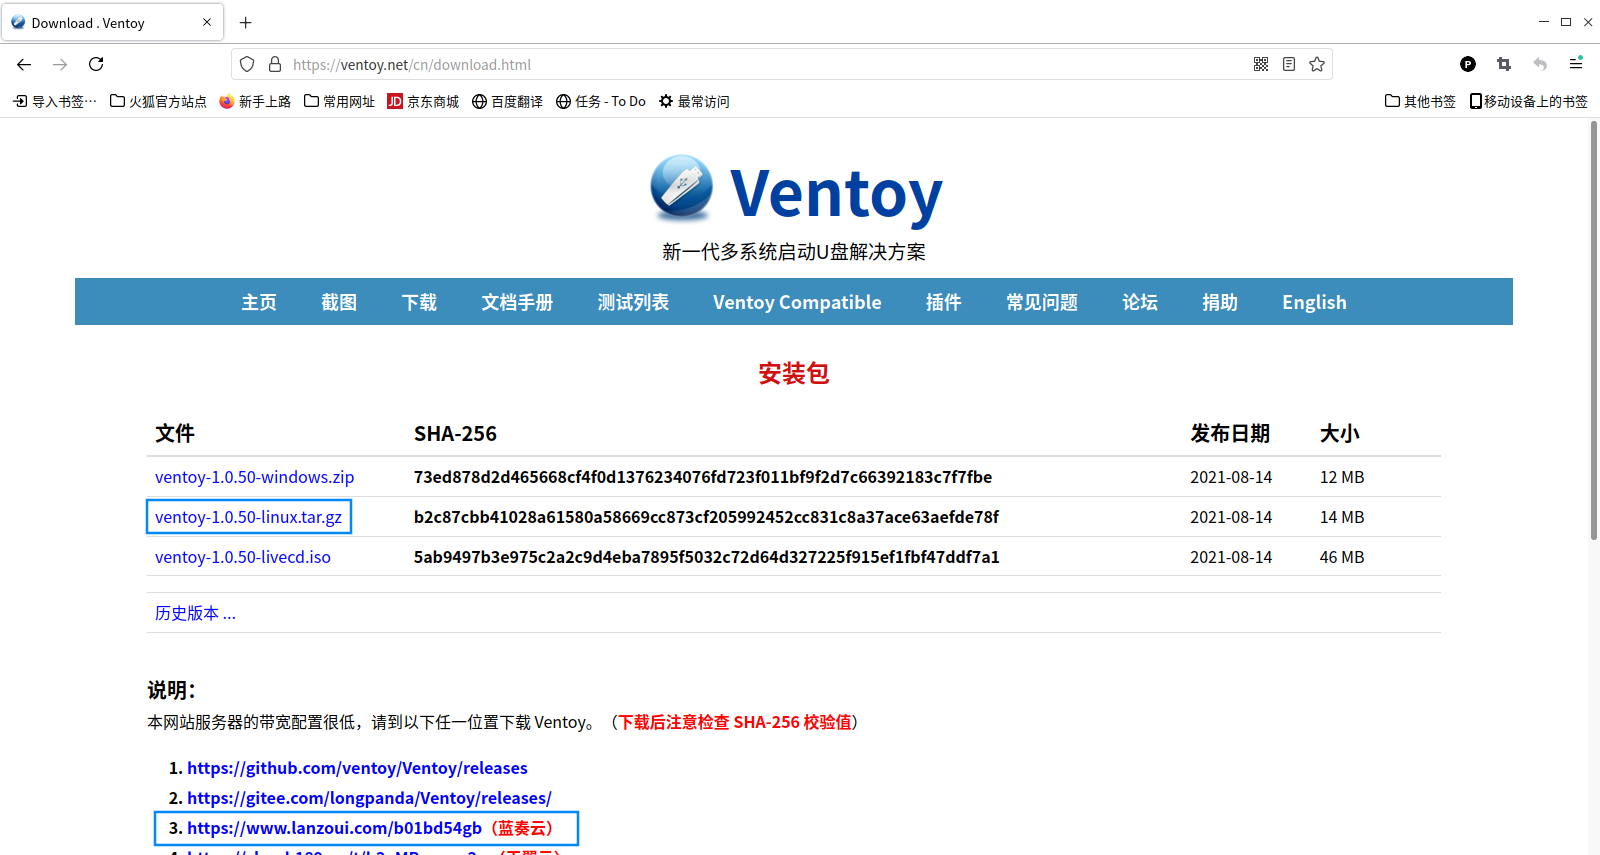 Download . Ventoy
https://ventoy.net/cn/download.html
导入书签… 火狐官方站点 新手上路 常用网址 JD 京东商城 百度翻译 任务 - To Do 最常访问 其他书签 移动设备上的书签
Ventoy
新一代多系统启动U盘解决方案
主页 截图 下载 文档手册 测试列表 Ventoy Compatible 插件 常见问题 论坛 捐助 English
安装包
文件 SHA-256 发布日期 大小
ventoy-1.0.50-windows.zip 73ed878d2d465668cf4f0d1376234076fd723f011bf9f2d7c66392183c7f7fbe 2021-08-14 12 MB
ventoy-1.0.50-linux.tar.gz b2c87cbb41028a61580a58669cc873cf205992452cc831c8a37ace63aefde78f 2021-08-14 14 MB
ventoy-1.0.50-livecd.iso 5ab9497b3e975c2a2c9d4eba7895f5032c72d64d327225f915ef1fbf47ddf7a1 2021-08-14 46 MB
历史版本 ...
说明：
本网站服务器的带宽配置很低，请到以下任一位置下载 Ventoy。（下载后注意检查 SHA-256 校验值）
1. https://github.com/ventoy/Ventoy/releases
2. https://gitee.com/longpanda/Ventoy/releases/
3. https://www.lanzoui.com/b01bd54gb（蓝奏云）